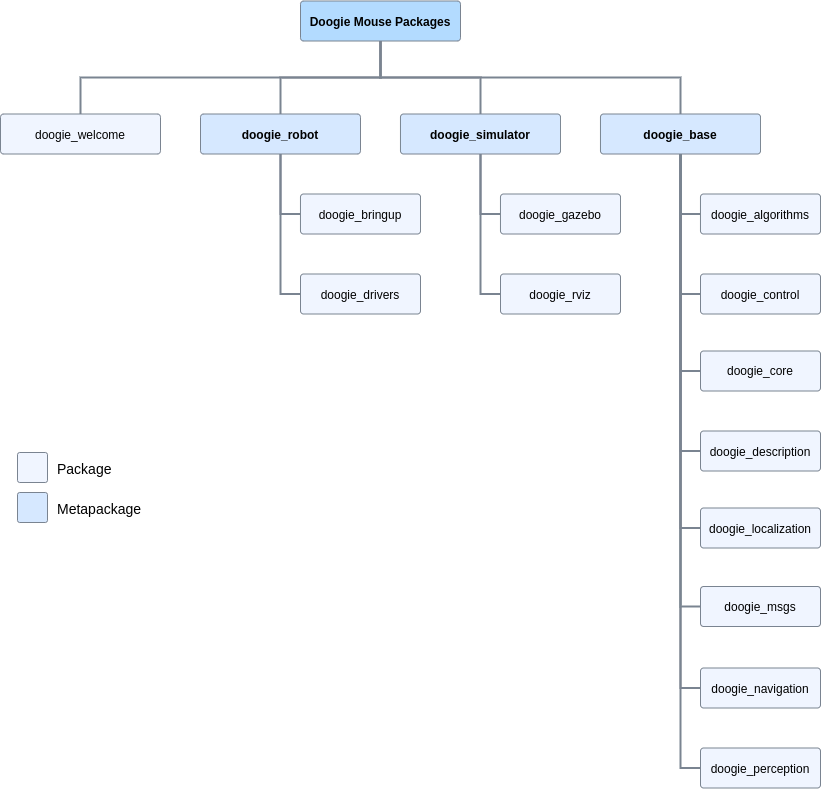 Doogie Mouse Packages
doogie_welcome
doogie_robot
doogie_simulator
doogie_base
doogie_bringup
doogie_gazebo
doogie_algorithms
doogie_drivers
doogie_rviz
doogie_control
doogie_core
doogie_description
Package
Metapackage
doogie_localization
doogie_msgs
doogie_navigation
doogie_perception